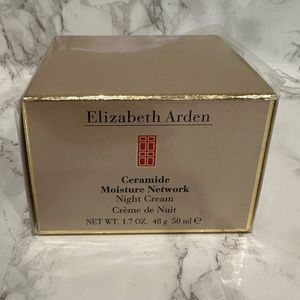 Elizabeth Arden
Ceramide
Moisture Network
Night Cream
Crème de Nuit
NET WT. 1.7 OZ. 48 g 50 ml ℮